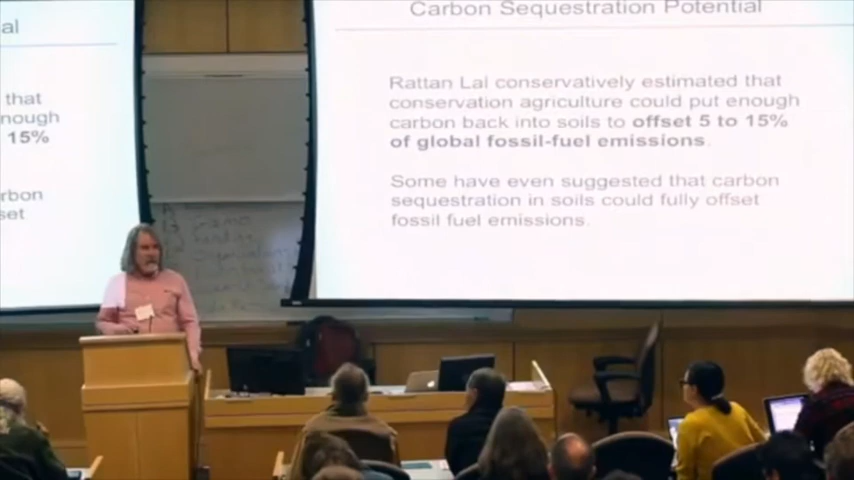 al
that
nough
15%
rbon
set
Carbon Sequestration Potential
Rattan Lal conservatively estimated that
conservation agriculture could put enough
carbon back into soils to offset 5 to 15%
of global fossil-fuel emissions.
Some have even suggested that carbon
sequestration in soils could fully offset
fossil fuel emissions.